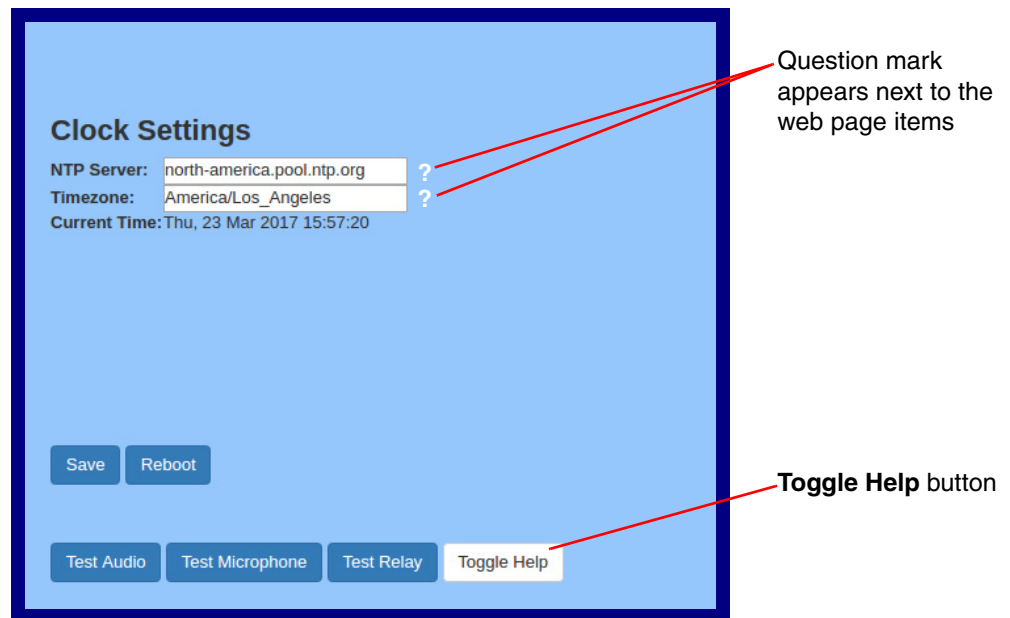 Question mark
appears next to the
web page items
Clock Settings
NTP Server: north-america.pool.ntp.org ?
Timezone: America/Los_Angeles ?
Current Time: Thu, 23 Mar 2017 15:57:20
Save Reboot
Toggle Help button
Test Audio Test Microphone Test Relay Toggle Help